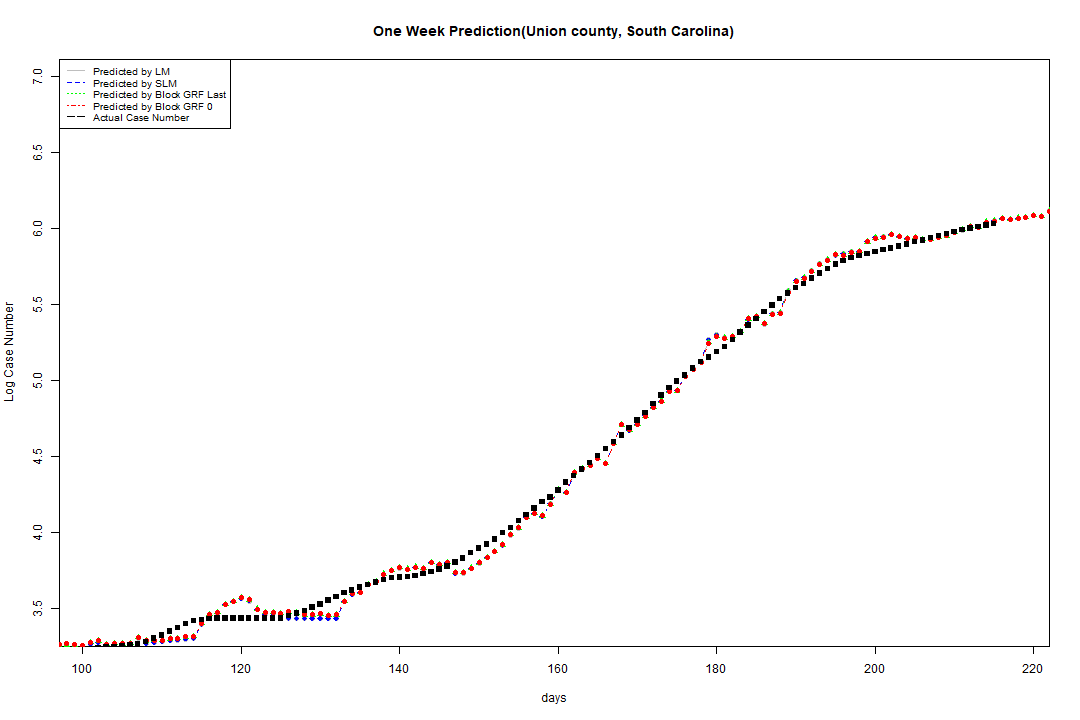 One Week Prediction(Union county, South Carolina)
Predicted by LM
Predicted by SLM
Predicted by Block GRF Last
Predicted by Block GRF 0
Actual Case Number
7.0
6.5
6.0
5.5
5.0
4.5
4.0
3.5
Log Case Number
100 120 140 160 180 200 220
days